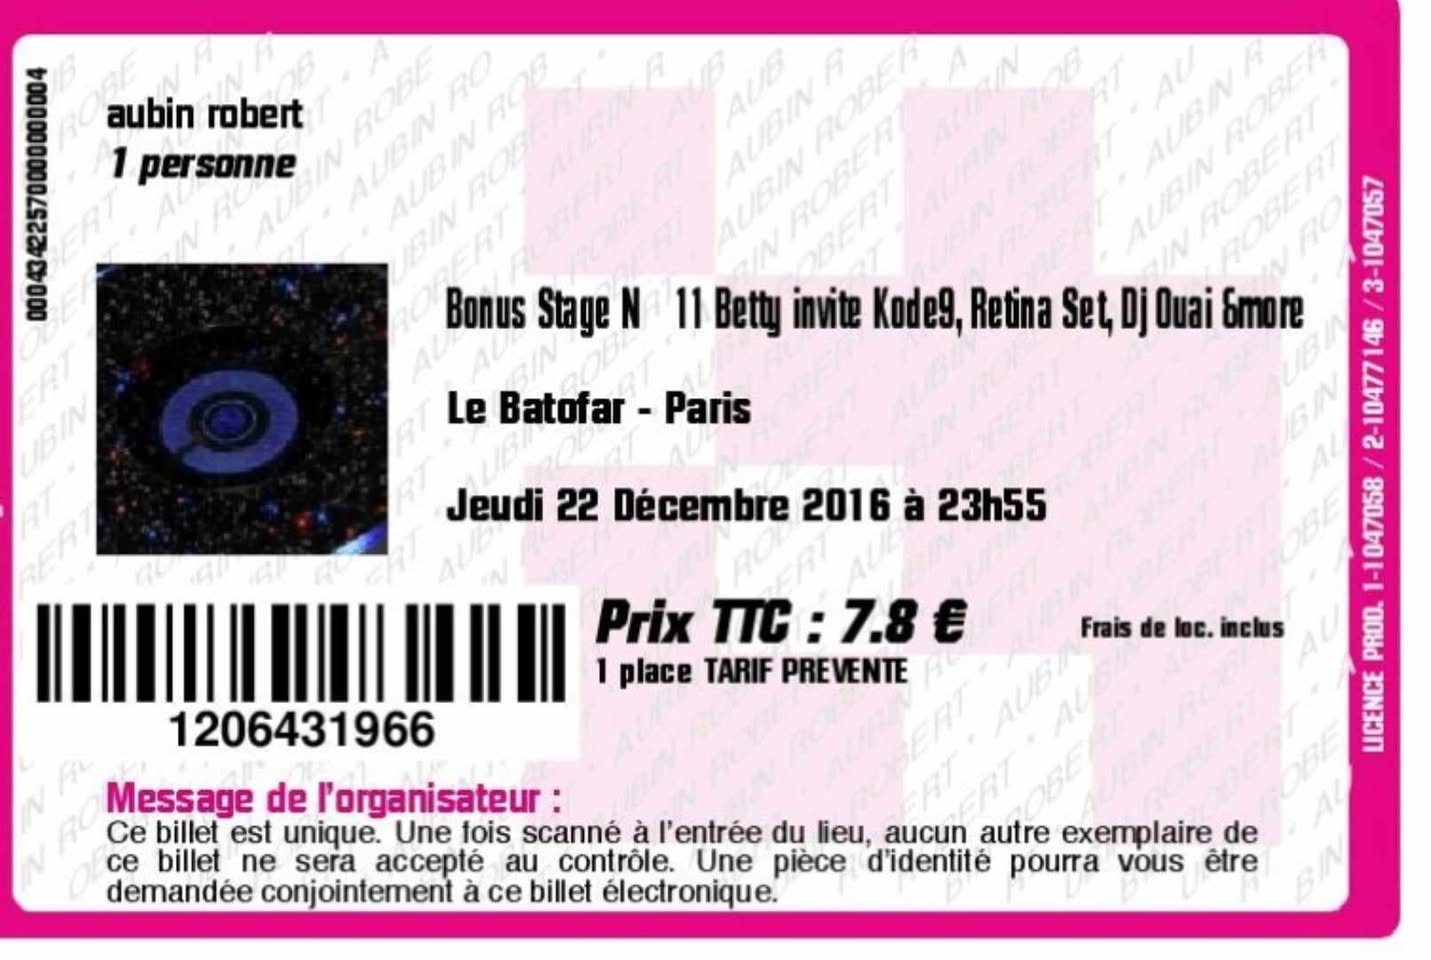 00043422570000000004
aubin robert
1 personne
Bonus Stage N 11 Betty invite Kode9, Retina Set, Dj Ouai &more
Le Batofar - Paris
Jeudi 22 Décembre 2016 à 23h55
Prix TTC : 7.8 €
Frais de loc. inclus
1 place TARIF PREVENTE
1206431966
Message de l'organisateur :
Ce billet est unique. Une fois scanné à l'entrée du lieu, aucun autre exemplaire de
ce billet ne sera accepté au contrôle. Une pièce d'identité pourra vous être
demandée conjointement à ce billet électronique.
LICENCE PROD. 1-1047058 / 2-10477146 / 3-1047057
AUBIN ROBERT